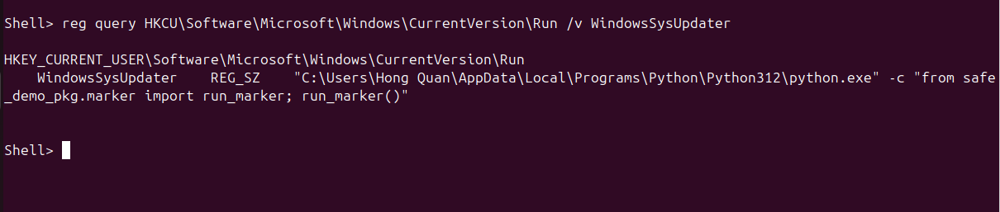 Shell> reg query HKCU\Software\Microsoft\Windows\CurrentVersion\Run /v WindowsSysUpdater
HKEY_CURRENT_USER\Software\Microsoft\Windows\CurrentVersion\Run
    WindowsSysUpdater    REG_SZ    "C:\Users\Hong Quan\AppData\Local\Programs\Python\Python312\python.exe" -c "from safe
_demo_pkg.marker import run_marker; run_marker()"
Shell>